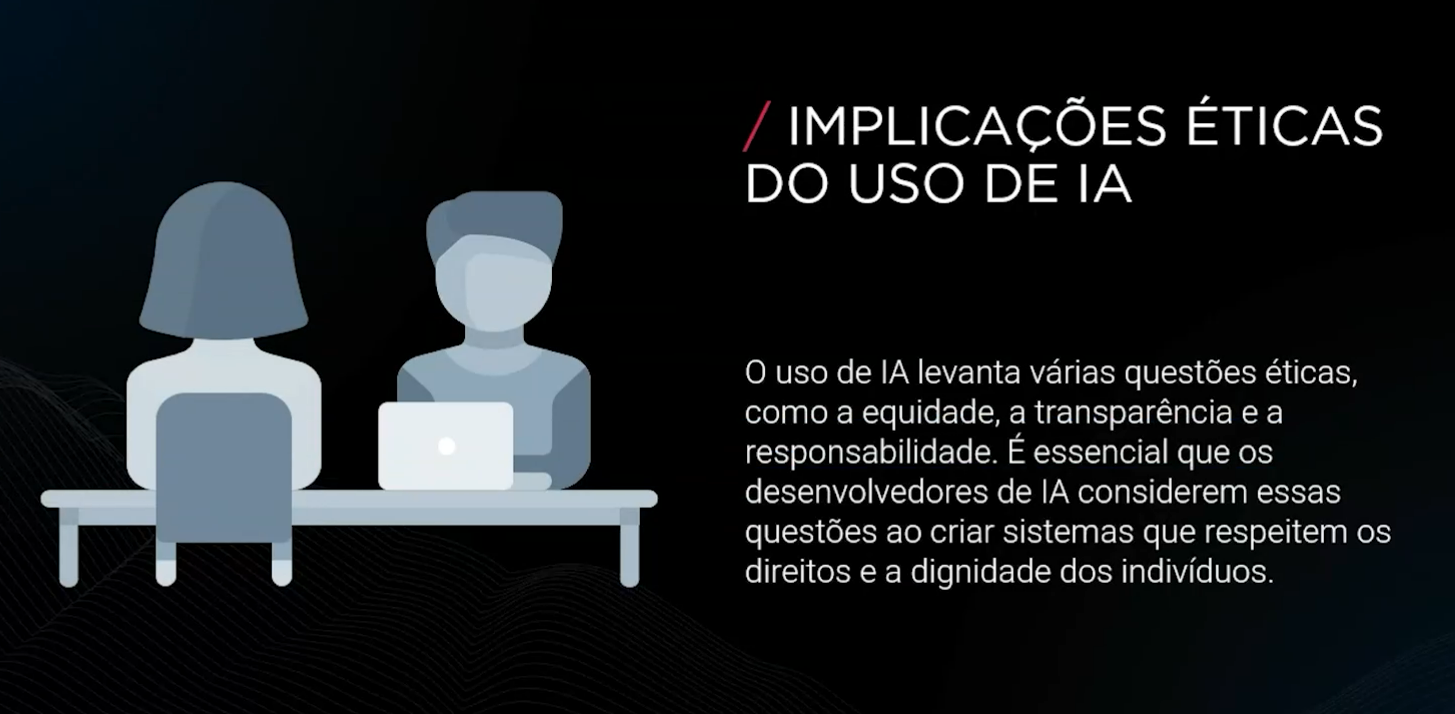 / IMPLICAÇÕES ÉTICAS
DO USO DE IA
O uso de IA levanta várias questões éticas,
como a equidade, a transparência e a
responsabilidade. É essencial que os
desenvolvedores de IA considerem essas
questões ao criar sistemas que respeitem os
direitos e a dignidade dos indivíduos.